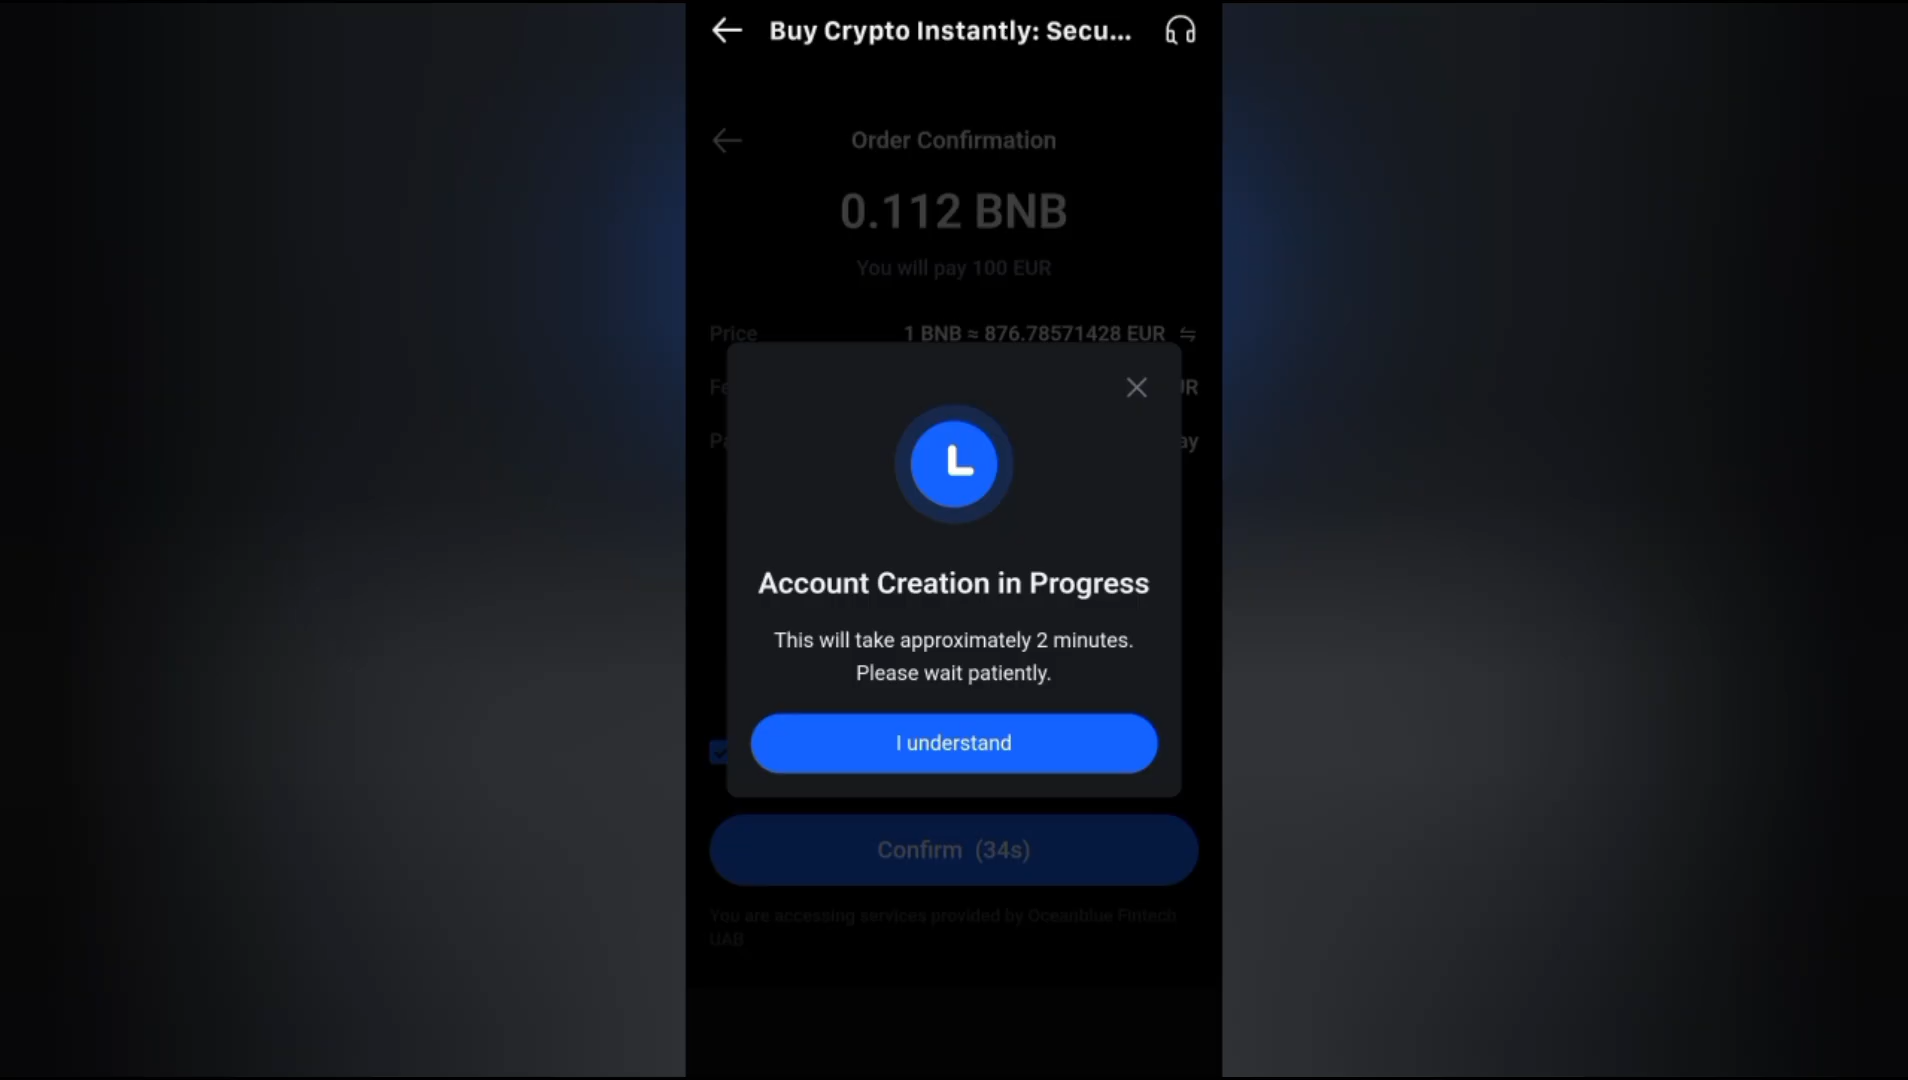 Buy Crypto Instantly: Secu...
Order Confirmation
0.112 BNB
You will pay 100 EUR
Price 1 BNB ≈ 876.78571428 EUR
Account Creation in Progress
This will take approximately 2 minutes.
Please wait patiently.
I understand
Confirm (34s)
You are accessing services provided by Oceanblue Fintech
UAB